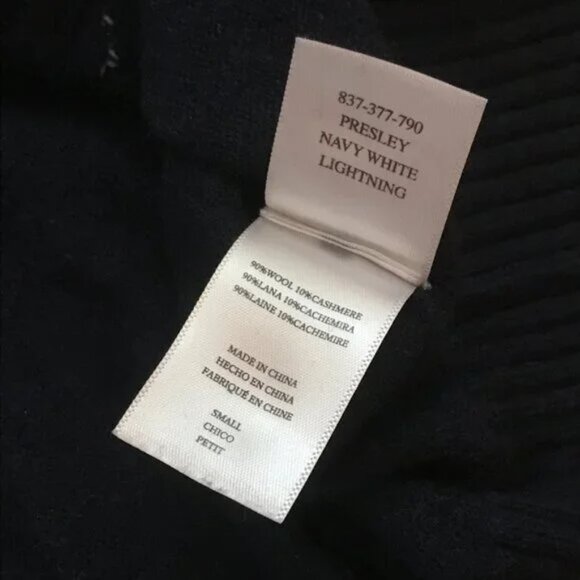 837-377-790
PRESLEY
NAVY WHITE
LIGHTNING
90%WOOL 10%CASHMERE
90%LANA 10%CACHEMIRA
90%LAINE 10%CACHEMIRE
MADE IN CHINA
HECHO EN CHINA
FABRIQUÉ EN CHINE
SMALL
CHICO
PETIT